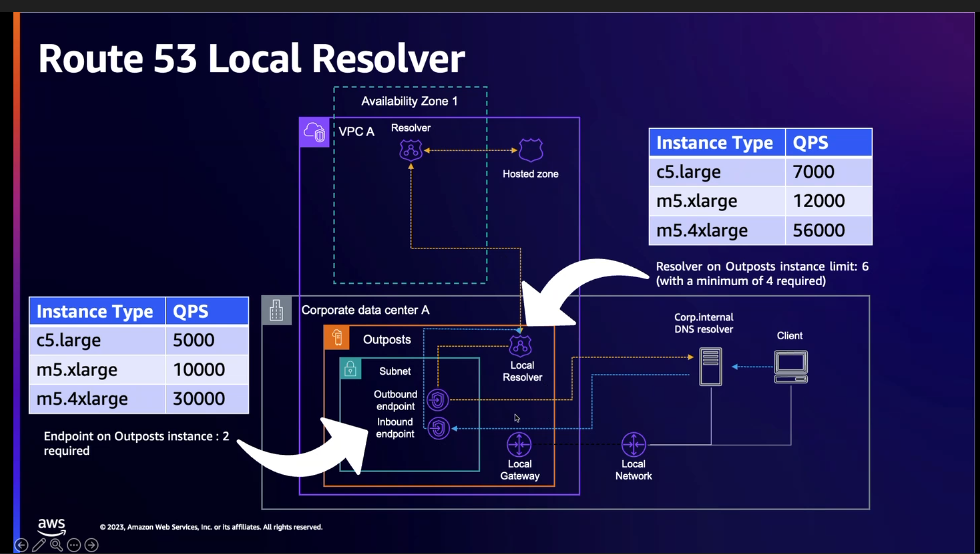 Route 53 Local Resolver
Availability Zone 1
VPC A
Resolver
Hosted zone
Instance Type QPS
c5.large 7000
m5.xlarge 12000
m5.4xlarge 56000
Resolver on Outposts instance limit: 6
(with a minimum of 4 required)
Instance Type QPS
c5.large 5000
m5.xlarge 10000
m5.4xlarge 30000
Endpoint on Outposts instance : 2
required
Corporate data center A
Outposts
Subnet
Outbound
endpoint
Inbound
endpoint
Local
Resolver
Local
Gateway
Local
Network
Corp.internal
DNS resolver
Client
aws
© 2023, Amazon Web Services, Inc. or its affiliates. All rights reserved.